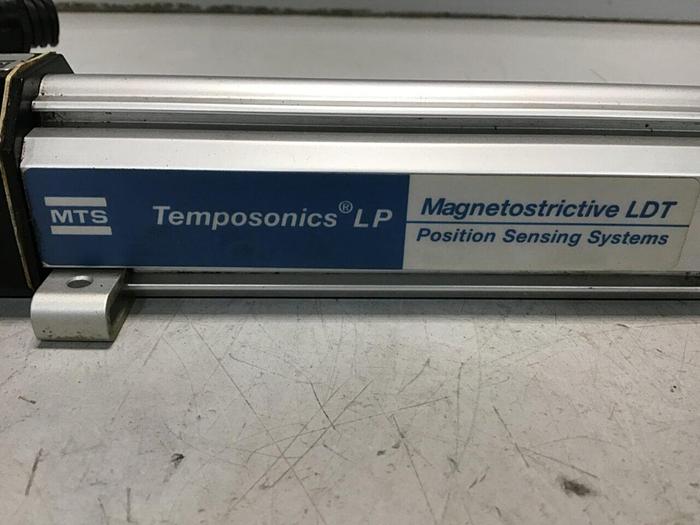 MTS
Temposonics® LP
Magnetostrictive LDT
Position Sensing Systems